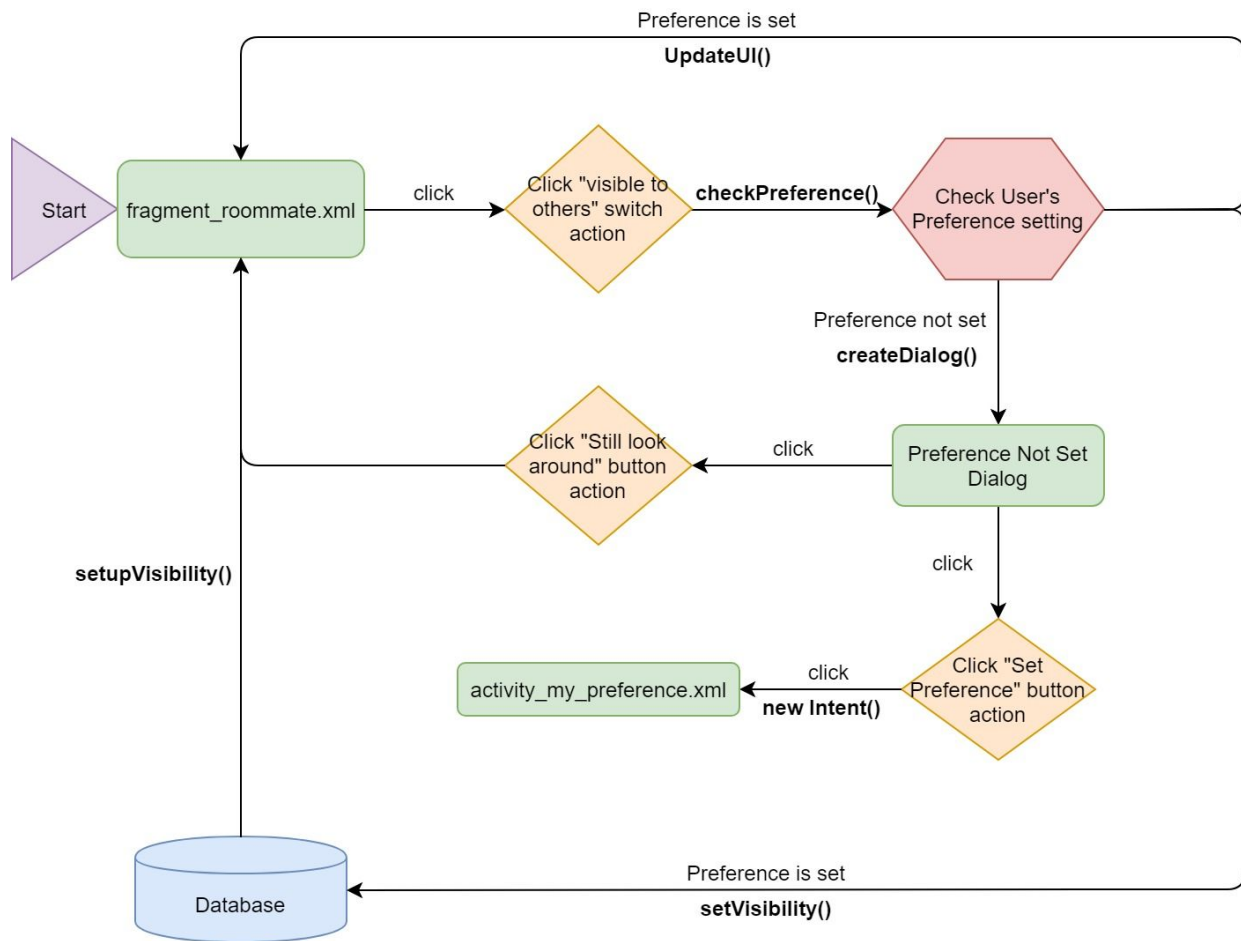 Preference is set
UpdateUI()
Start
fragment_roommate.xml
click
Click "visible to
others" switch
action
checkPreference()
Check User's
Preference setting
Preference not set
createDialog()
Click "Still look
around" button
action
click
Preference Not Set
Dialog
setupVisibility()
click
activity_my_preference.xml
click
new Intent()
Click "Set
Preference" button
action
Database
Preference is set
setVisibility()